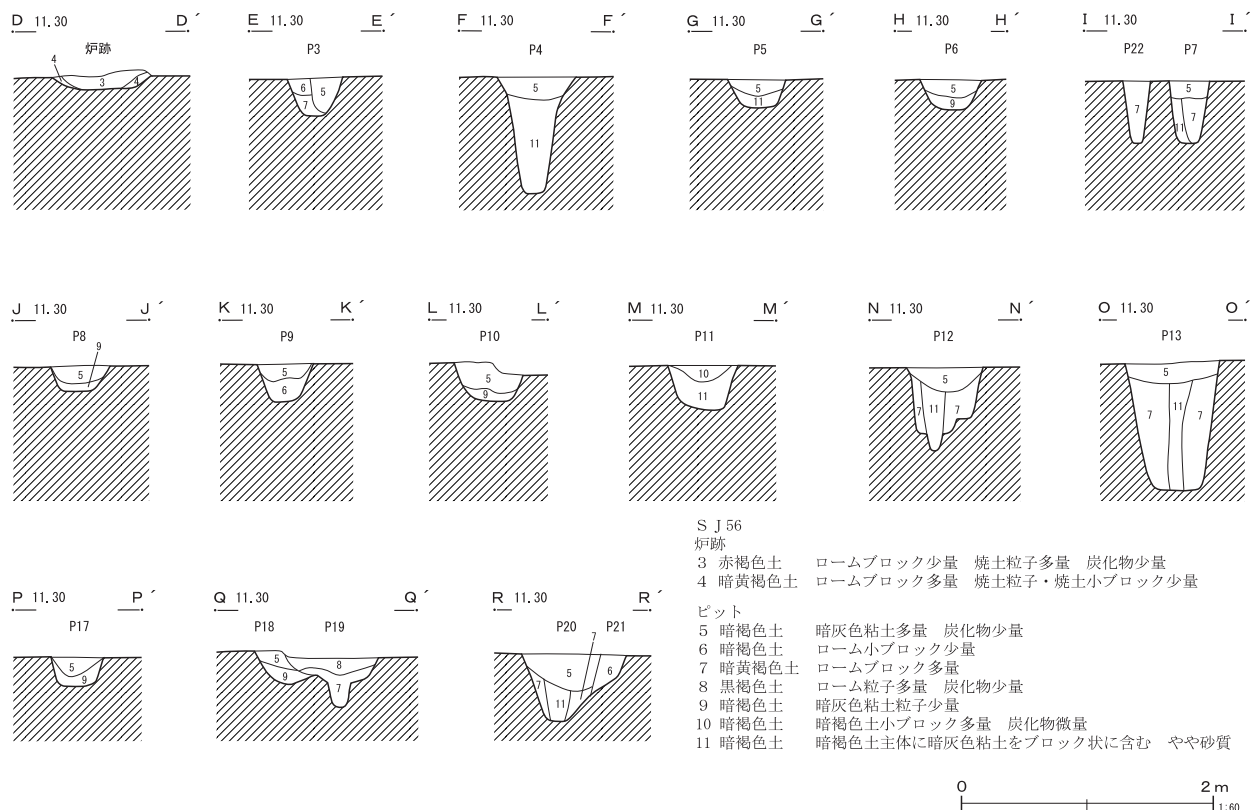 D 11.30 D´ E 11.30 E´ F 11.30 F´ G 11.30 G´ H 11.30 H´ I 11.30 I´
炉跡 P3 P4 P5 P6 P22 P7
4 3 4 6 5 7 5 11 5 11 5 9 7 5 11 7
J 11.30 J´ K 11.30 K´ L 11.30 L´ M 11.30 M´ N 11.30 N´ O 11.30 O´
P8 P9 P10 P11 P12 P13
9 5 5 6 5 9 10 11 5 7 11 7 5 7 11 7
S J 56
炉跡
3 赤褐色土 ロームブロック少量 焼土粒子多量 炭化物少量
4 暗黄褐色土 ロームブロック多量 焼土粒子・焼土小ブロック少量
P 11.30 P´ Q 11.30 Q´ R 11.30 R´
P17 P18 P19 P20 P21
5 9 5 9 8 7 7 5 6 7 11
ピット
5 暗褐色土 暗灰色粘土多量 炭化物少量
6 暗褐色土 ローム小ブロック少量
7 暗黄褐色土 ロームブロック多量
8 黒褐色土 ローム粒子多量 炭化物少量
9 暗褐色土 暗灰色粘土粒子少量
10 暗褐色土 暗褐色土小ブロック多量 炭化物微量
11 暗褐色土 暗褐色土主体に暗灰色粘土をブロック状に含む やや砂質
0 2m
1:60